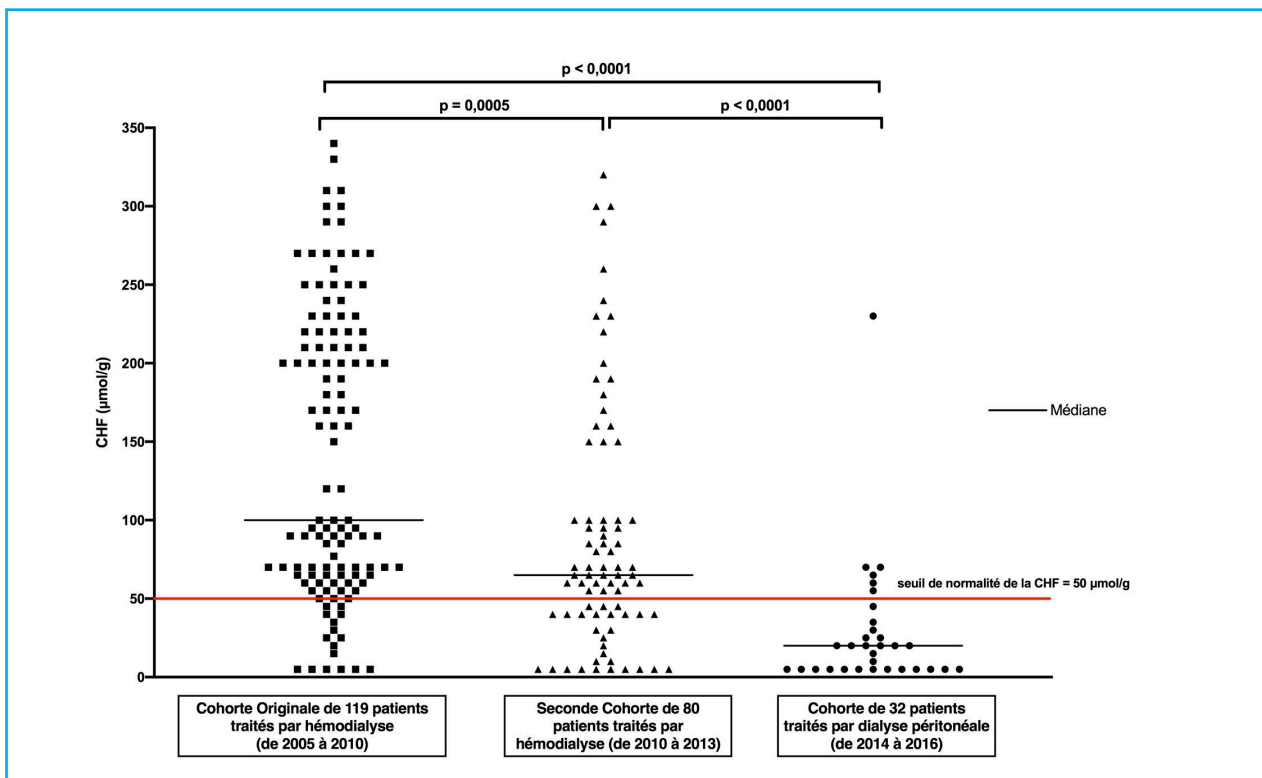 p < 0,0001
p = 0,0005
p < 0,0001
350
300
250
200
150
100
50
0
CHF (µmol/g)
Médiane
seuil de normalité de la CHF = 50 µmol/g
Cohorte Originale de 119 patients
traités par hémodialyse
(de 2005 à 2010)
Seconde Cohorte de 80
patients traités par
hémodialyse (de 2010 à 2013)
Cohorte de 32 patients
traités par dialyse péritonéale
(de 2014 à 2016)